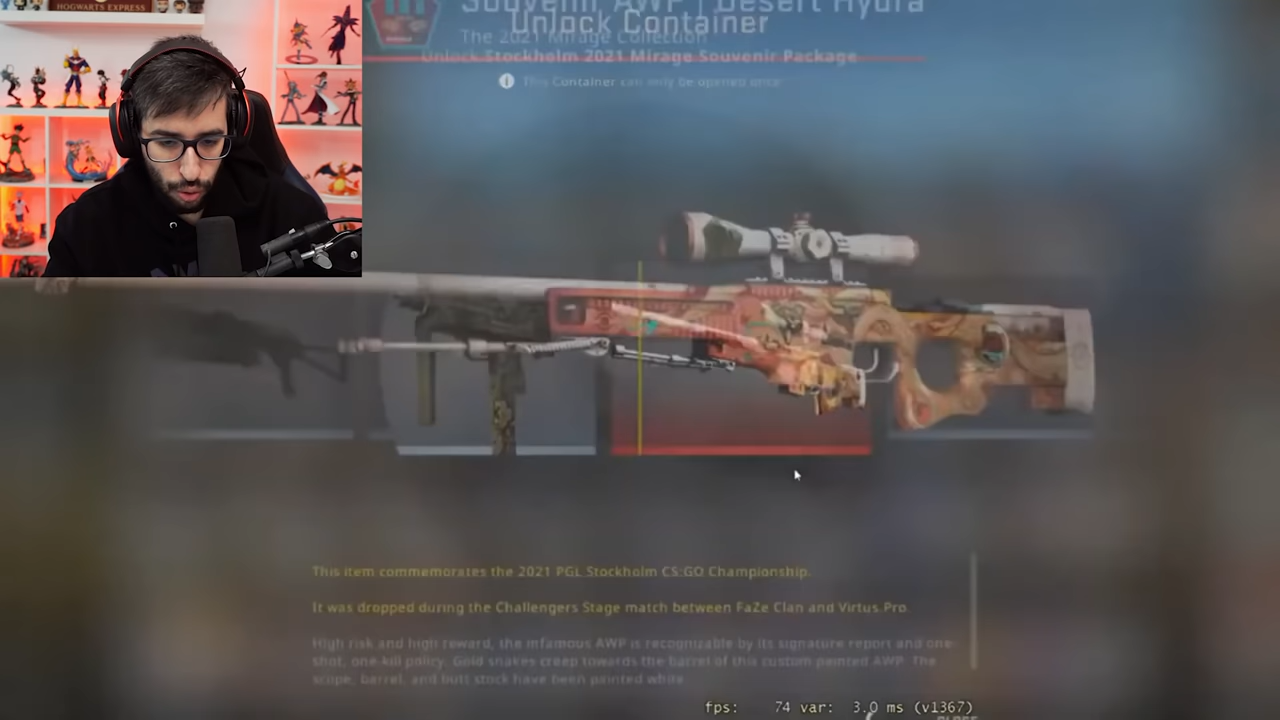 HOGWARTS EXPRESS
Souvenir AWP | Desert Hydra
Unlock Container
The 2021 Mirage Collection
Unlock Stockholm 2021 Mirage Souvenir Package
This Container can only be opened once
This item commemorates the 2021 PGL Stockholm CS:GO Championship.
It was dropped during the Challengers Stage match between FaZe Clan and Virtus.Pro.
High risk and high reward, the infamous AWP is recognizable by its signature report and one-
shot, one-kill policy. Gold snakes creep towards the barrel of this custom painted AWP. The
scope, barrel, and butt stock have been painted white.
fps: 74 var: 3.0 ms (v1367)
CLOSE